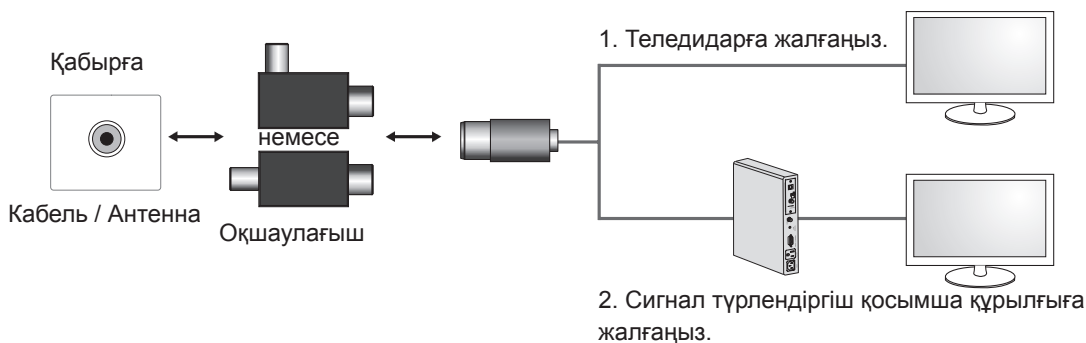 1. Теледидарға жалғаңыз.
Қабырға
немесе
Кабель / Антенна
Оқшаулағыш
2. Сигнал түрлендіргіш қосымша құрылғыға
жалғаңыз.